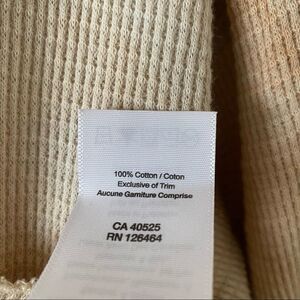 100% Cotton / Coton
Exclusive of Trim
Aucune Garniture Comprise
CA 40525
RN 126464